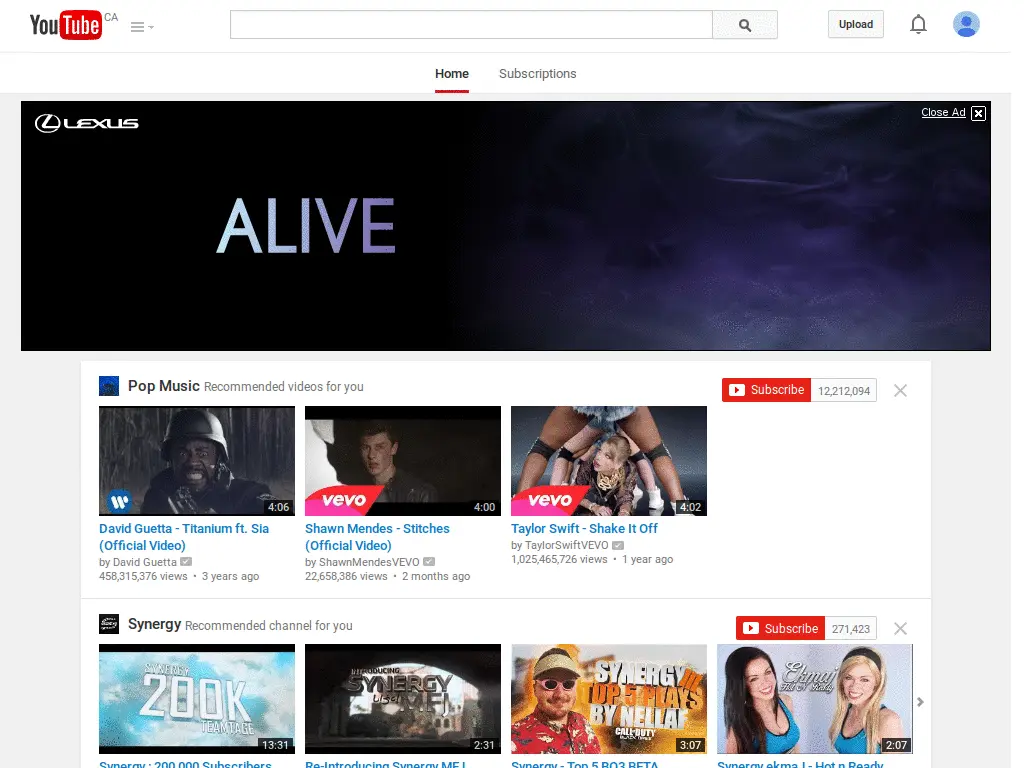 YouTube CA
Upload
Home Subscriptions
LEXUS
Close Ad
ALIVE
Pop Music Recommended videos for you
Subscribe 12,212,094
4:06
vevo
4:00
vevo
4:02
David Guetta - Titanium ft. Sia
(Official Video)
by David Guetta
458,315,376 views • 3 years ago
Shawn Mendes - Stitches
(Official Video)
by ShawnMendesVEVO
22,658,386 views • 2 months ago
Taylor Swift - Shake It Off
by TaylorSwiftVEVO
1,025,465,726 views • 1 year ago
Synergy Recommended channel for you
Subscribe 271,423
SYNERGY
200K
TEAMTAGE
13:31
INTRODUCING
SYNERGY
2:31
SYNERGY
TOP 5 PLAYS
BY NELLAF
CALL OF DUTY
3:07
Ekmaj
Hot N Ready
2:07
Synergy : 200,000 Subscribers
Re-Introducing Synergy MFJ
Synergy - Top 5 BO3 BETA
Synergy ekma J - Hot n Ready